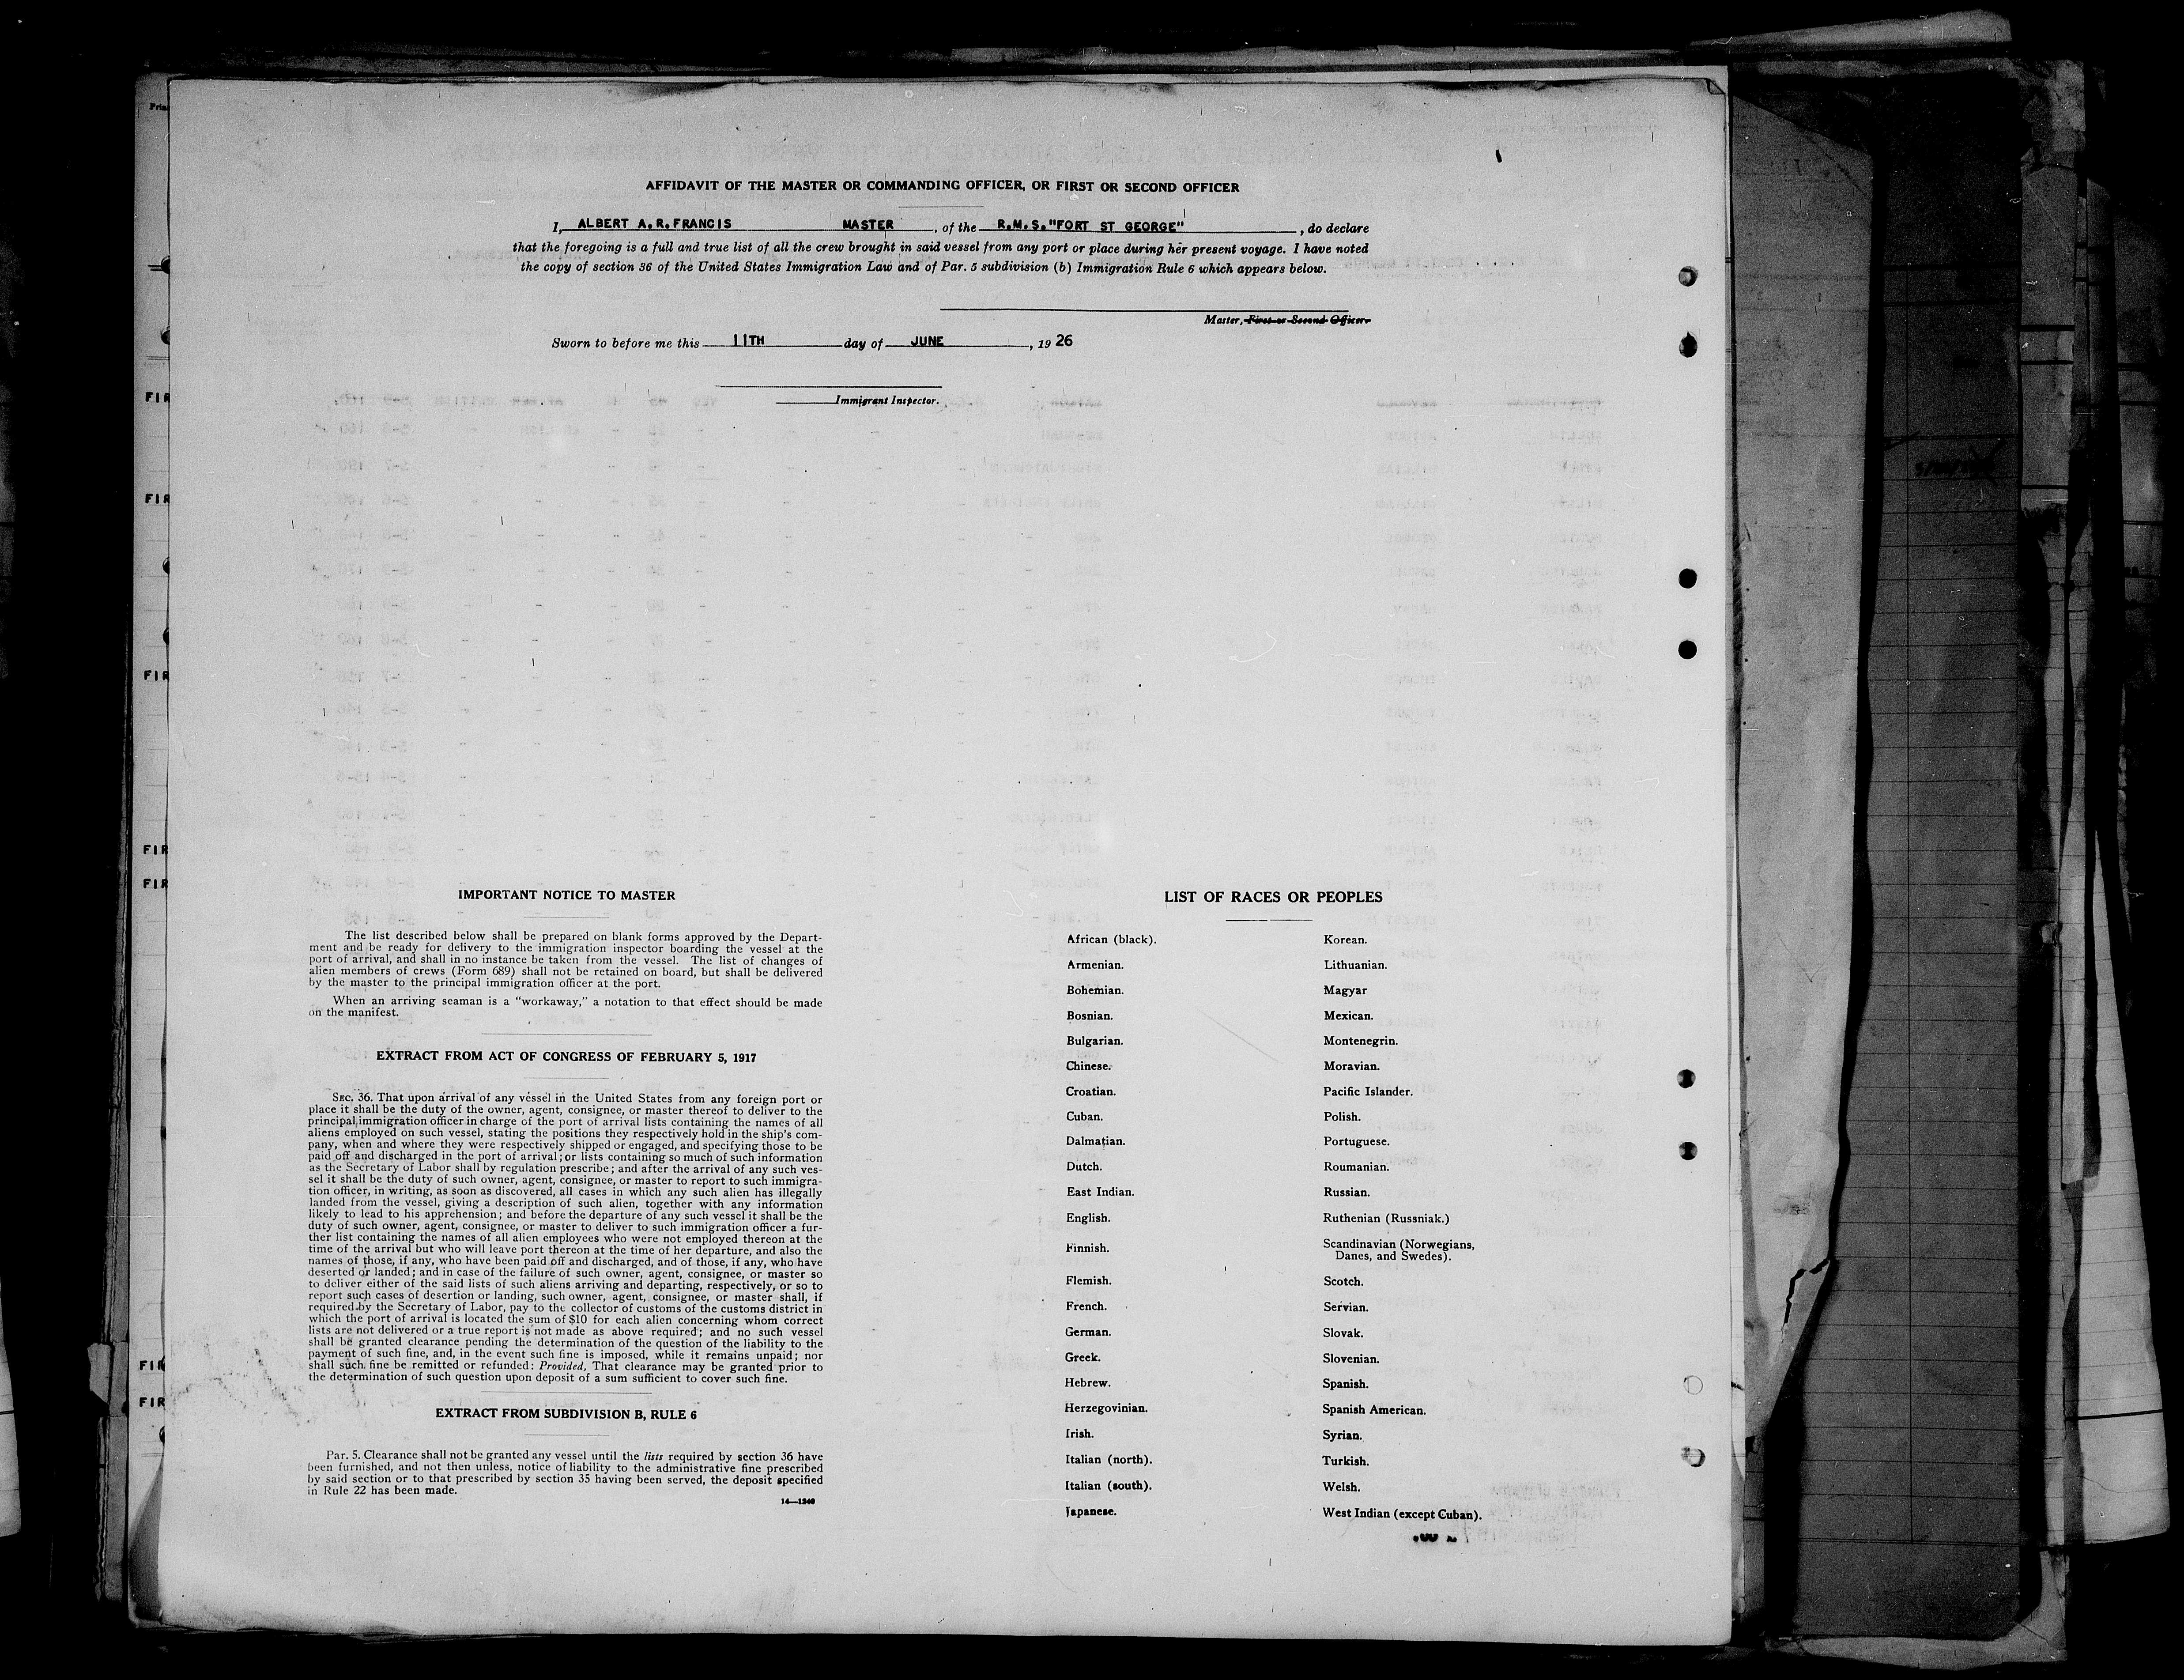 AFFIDAVIT OF THE MASTER OR COMMANDING OFFICER, OR FIRST OR SECOND OFFICER
I, ALBERT A.R.FRANCIS MASTER, of the R.M.S."FORT ST GEORGE", do declare
that the foregoing is a full and true list of all the crew brought in said vessel from any port or place during her present voyage. I have noted
the copy of section 36 of the United States Immigration Law and of Par. 5 subdivision (b) Immigration Rule 6 which appears below.
Master, First or Second Officer.
Sworn to before me this 11TH day of JUNE, 1926
Immigrant Inspector.
IMPORTANT NOTICE TO MASTER
The list described below shall be prepared on blank forms approved by the Depart-
ment and be ready for delivery to the immigration inspector boarding the vessel at the
port of arrival, and shall in no instance be taken from the vessel. The list of changes of
alien members of crews (Form 689) shall not be retained on board, but shall be delivered
by the master to the principal immigration officer at the port.
When an arriving seaman is a "workaway," a notation to that effect should be made
on the manifest.
EXTRACT FROM ACT OF CONGRESS OF FEBRUARY 5, 1917
SEC. 36. That upon arrival of any vessel in the United States from any foreign port or
place it shall be the duty of the owner, agent, consignee, or master thereof to deliver to the
principal immigration officer in charge of the port of arrival lists containing the names of all
aliens employed on such vessel, stating the positions they respectively hold in the ship's com-
pany, when and where they were respectively shipped or engaged, and specifying those to be
paid off and discharged in the port of arrival; or lists containing so much of such information
as the Secretary of Labor shall by regulation prescribe; and after the arrival of any such ves-
sel it shall be the duty of such owner, agent, consignee, or master to report to such immigra-
tion officer, in writing, as soon as discovered, all cases in which any such alien has illegally
landed from the vessel, giving a description of such alien, together with any information
likely to lead to his apprehension; and before the departure of any such vessel it shall be the
duty of such owner, agent, consignee, or master to deliver to such immigration officer a fur-
ther list containing the names of all alien employees who were not employed thereon at the
time of the arrival but who will leave port thereon at the time of her departure, and also the
names of those, if any, who have been paid off and discharged, and of those, if any, who have
deserted or landed; and in case of the failure of such owner, agent, consignee, or master so
to deliver either of the said lists of such aliens arriving and departing, respectively, or so to
report such cases of desertion or landing, such owner, agent, consignee, or master shall, if
required by the Secretary of Labor, pay to the collector of customs of the customs district in
which the port of arrival is located the sum of $10 for each alien concerning whom correct
lists are not delivered or a true report is not made as above required; and no such vessel
shall be granted clearance pending the determination of the question of the liability to the
payment of such fine, and, in the event such fine is imposed, while it remains unpaid; nor
shall such fine be remitted or refunded: Provided, That clearance may be granted prior to
the determination of such question upon deposit of a sum sufficient to cover such fine.
EXTRACT FROM SUBDIVISION B, RULE 6
Par. 5. Clearance shall not be granted any vessel until the lists required by section 36 have
been furnished, and not then unless, notice of liability to the administrative fine prescribed
by said section or to that prescribed by section 35 having been served, the deposit specified
in Rule 22 has been made.
14—1240
LIST OF RACES OR PEOPLES
African (black).
Armenian.
Bohemian.
Bosnian.
Bulgarian.
Chinese.
Croatian.
Cuban.
Dalmatian.
Dutch.
East Indian.
English.
Finnish.
Flemish.
French.
German.
Greek.
Hebrew.
Herzegovinian.
Irish.
Italian (north).
Italian (south).
Japanese.
Korean.
Lithuanian.
Magyar
Mexican.
Montenegrin.
Moravian.
Pacific Islander.
Polish.
Portuguese.
Roumanian.
Russian.
Ruthenian (Russniak.)
Scandinavian (Norwegians,
Danes, and Swedes).
Scotch.
Servian.
Slovak.
Slovenian.
Spanish.
Spanish American.
Syrian.
Turkish.
Welsh.
West Indian (except Cuban).